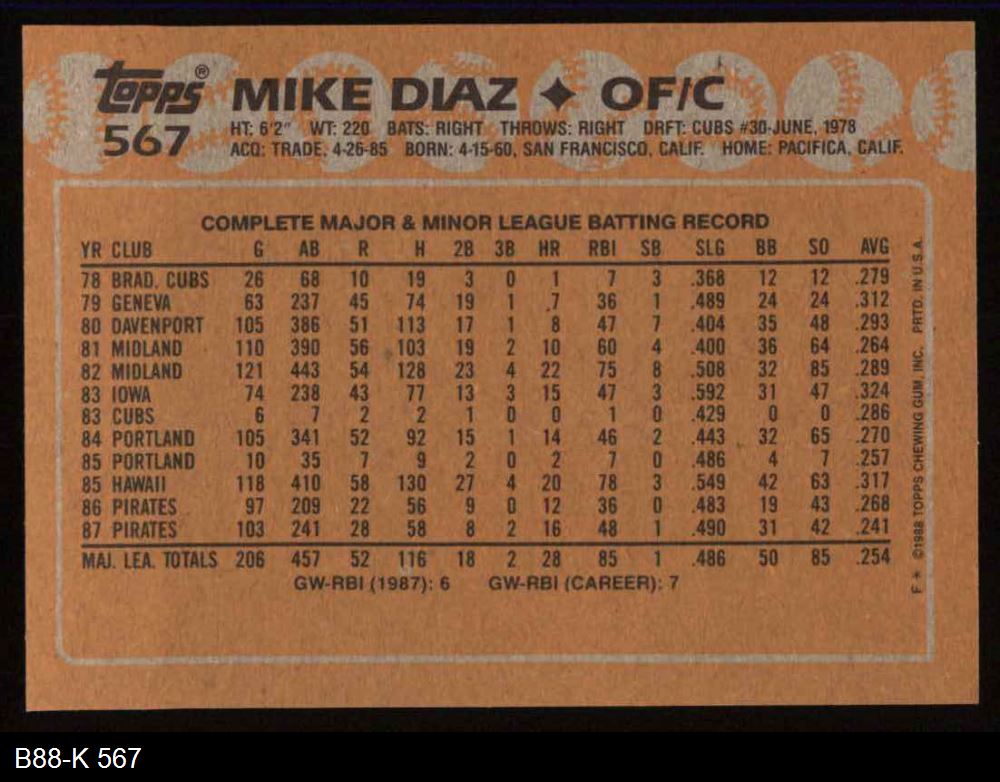 topps® MIKE DIAZ ✦ OF/C
567 HT: 6'2" WT: 220 BATS: RIGHT THROWS: RIGHT DRFT: CUBS #30-JUNE, 1978
ACQ: TRADE, 4-26-85 BORN: 4-15-60, SAN FRANCISCO, CALIF. HOME: PACIFICA, CALIF.
COMPLETE MAJOR & MINOR LEAGUE BATTING RECORD
YR CLUB G AB R H 2B 3B HR RBI SB SLG BB SO AVG
78 BRAD. CUBS 26 68 10 19 3 0 1 7 3 .368 12 12 .279
79 GENEVA 63 237 45 74 19 1 .7 36 1 .489 24 24 .312
80 DAVENPORT 105 386 51 113 17 1 8 47 7 .404 35 48 .293
81 MIDLAND 110 390 56 103 19 2 10 60 4 .400 36 64 .264
82 MIDLAND 121 443 54 128 23 4 22 75 8 .508 32 85 .289
83 IOWA 74 238 43 77 13 3 15 47 3 .592 31 47 .324
83 CUBS 6 7 2 2 1 0 0 1 0 .429 0 0 .286
84 PORTLAND 105 341 52 92 15 1 14 46 2 .443 32 65 .270
85 PORTLAND 10 35 7 9 2 0 2 7 0 .486 4 7 .257
85 HAWAII 118 410 58 130 27 4 20 78 3 .549 42 63 .317
86 PIRATES 97 209 22 56 9 0 12 36 0 .483 19 43 .268
87 PIRATES 103 241 28 58 8 2 16 48 1 .490 31 42 .241
MAJ. LEA. TOTALS 206 457 52 116 18 2 28 85 1 .486 50 85 .254
GW-RBI (1987): 6 GW-RBI (CAREER): 7
F * ©1988 TOPPS CHEWING GUM, INC. PRTD. IN U.S.A.
B88-K 567